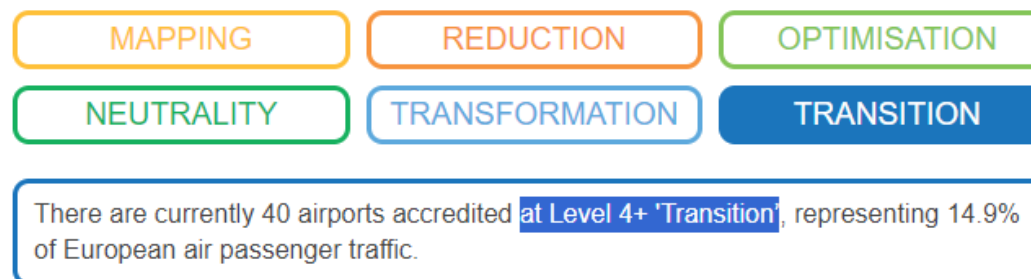 MAPPING REDUCTION OPTIMISATION
NEUTRALITY TRANSFORMATION TRANSITION
There are currently 40 airports accredited at Level 4+ 'Transition', representing 14.9%
of European air passenger traffic.